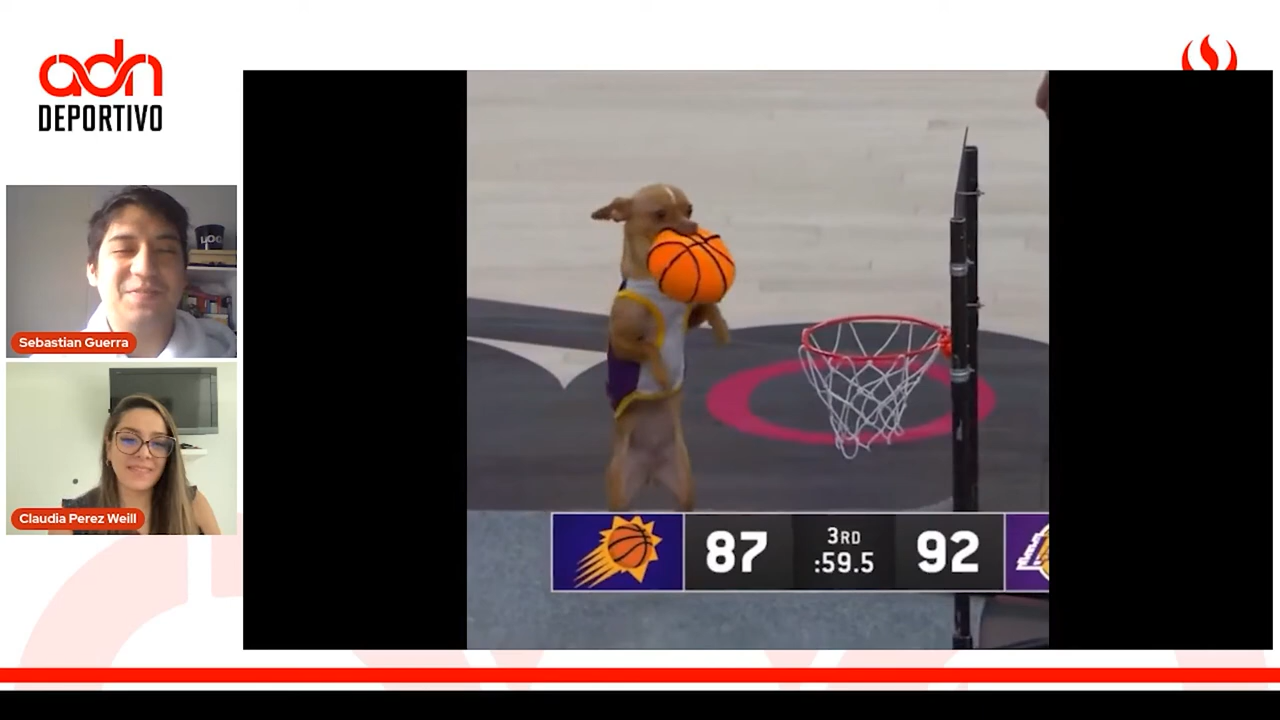 adn
DEPORTIVO
Sebastian Guerra
Claudia Perez Weill
87
3RD
:59.5
92